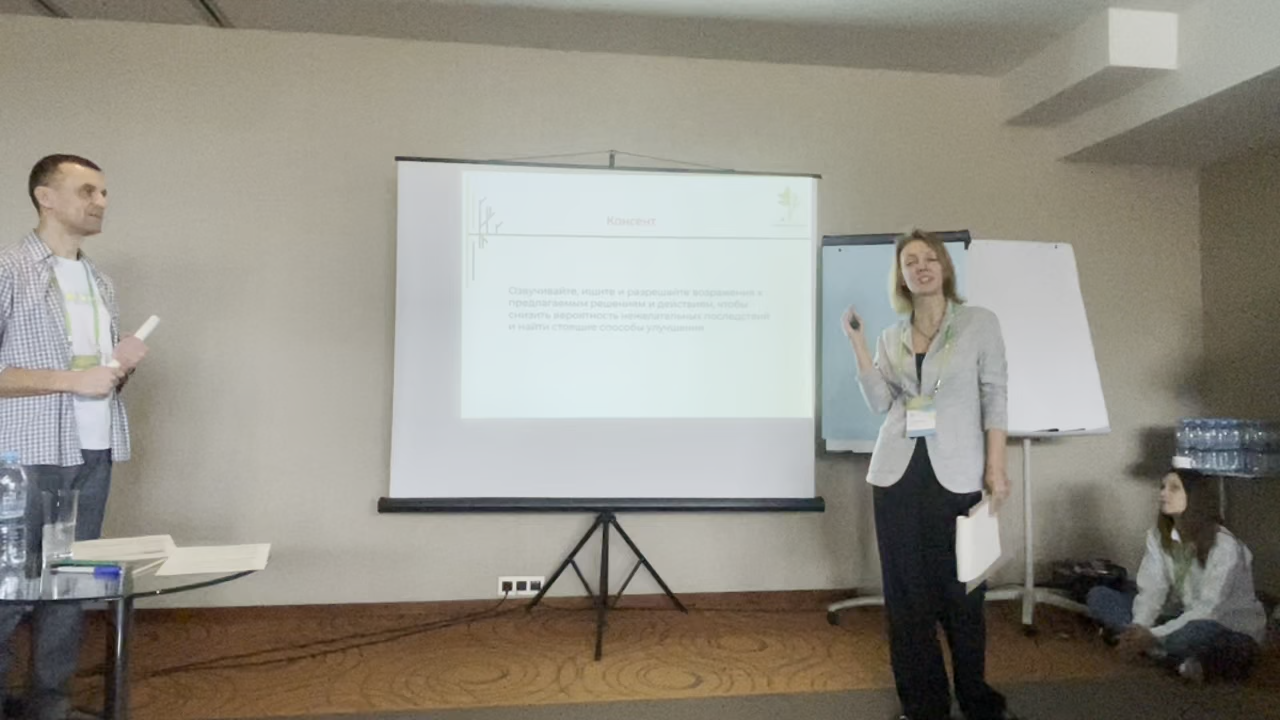 Консент
Озвучивайте, ищите и разрешайте возражения к
предлагаемым решениям и действиям, чтобы
снизить вероятность нежелательных последствий
и найти стоящие способы улучшения